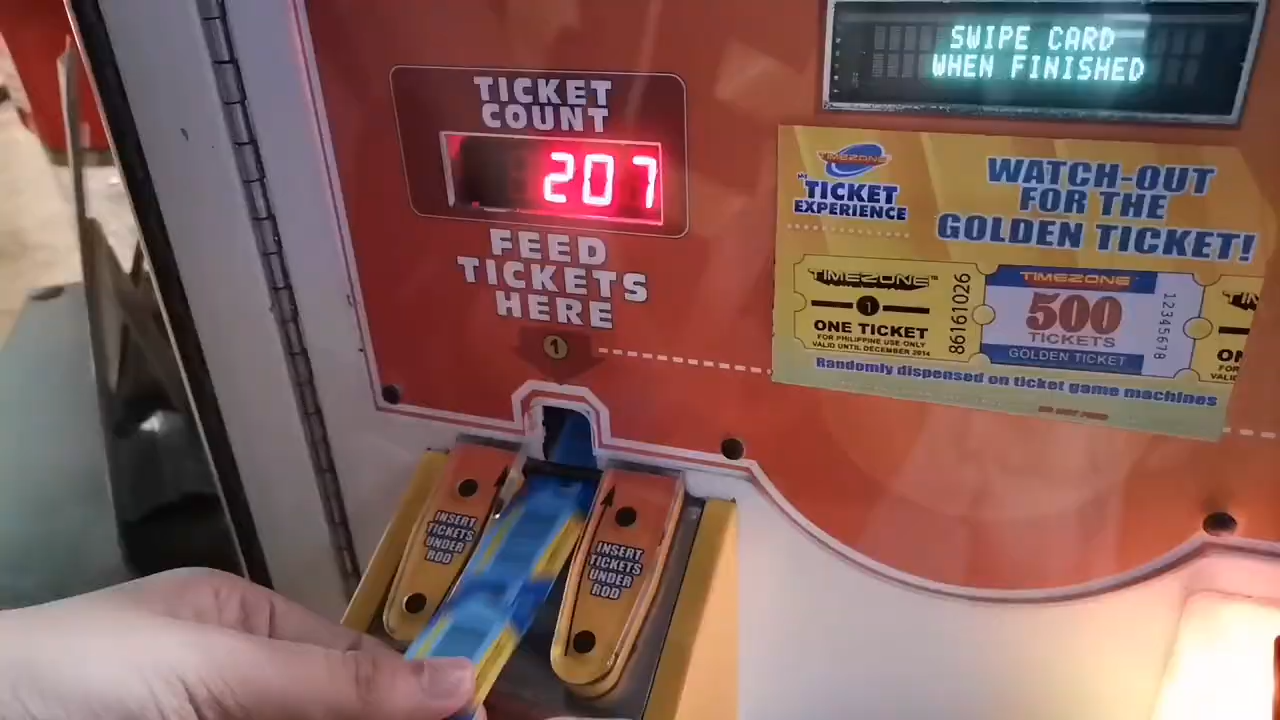 SWIPE CARD
WHEN FINISHED
TICKET
COUNT
207
FEED
TICKETS
HERE
1
TIMEZONE
MY
TICKET
EXPERIENCE
WATCH-OUT
FOR THE
GOLDEN TICKET!
TIMEZONE™
1
ONE TICKET
FOR PHILIPPINE USE ONLY
VALID UNTIL DECEMBER 2014
86161026
TIMEZONE
500
TICKETS
GOLDEN TICKET
12345678
Randomly dispensed on ticket game machines
INSERT
TICKETS
UNDER
ROD
INSERT
TICKETS
UNDER
ROD